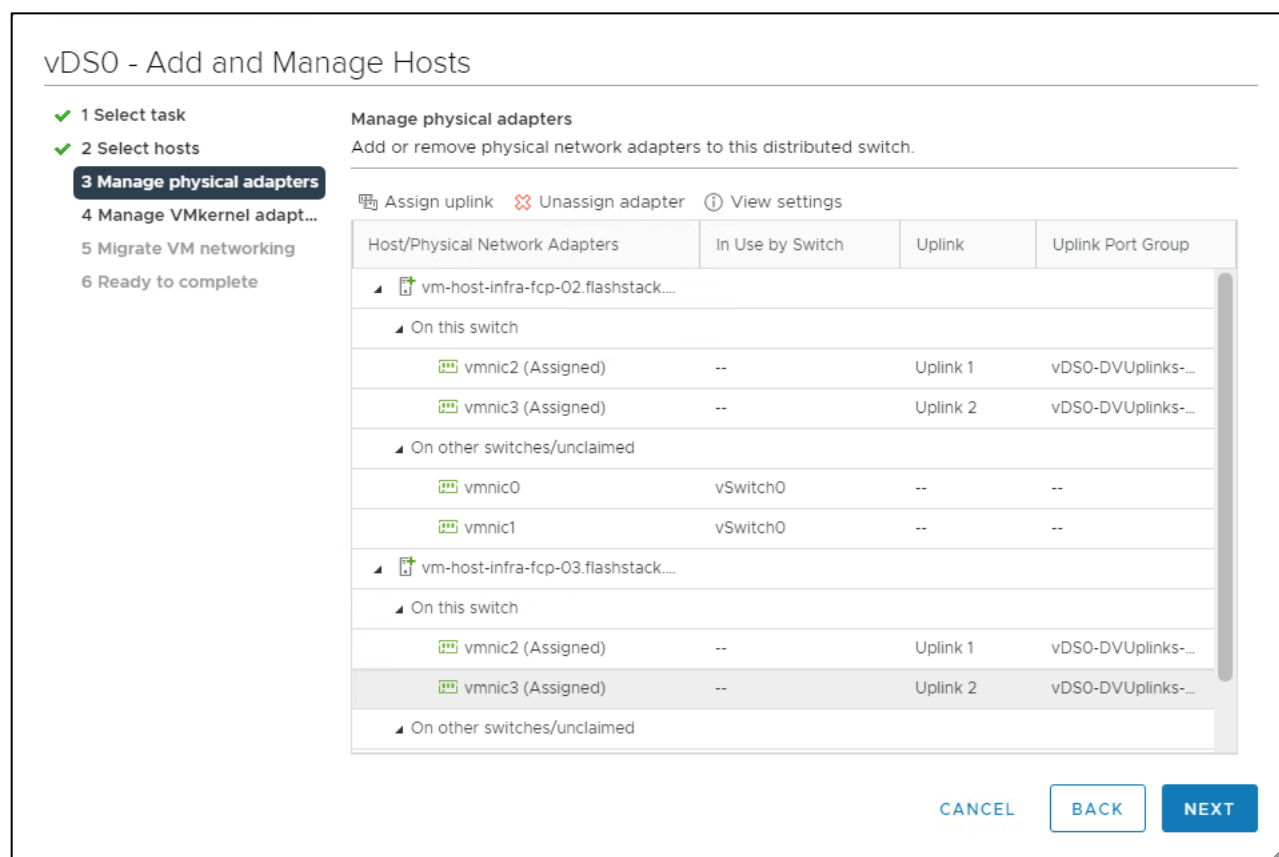 vDS0 - Add and Manage Hosts
1 Select task
2 Select hosts
3 Manage physical adapters
4 Manage VMkernel adapt...
5 Migrate VM networking
6 Ready to complete
Manage physical adapters
Add or remove physical network adapters to this distributed switch.
Assign uplink Unassign adapter View settings
Host/Physical Network Adapters In Use by Switch Uplink Uplink Port Group
vm-host-infra-fcp-02.flashstack....
On this switch
vmnic2 (Assigned) -- Uplink 1 vDS0-DVUplinks-...
vmnic3 (Assigned) -- Uplink 2 vDS0-DVUplinks-...
On other switches/unclaimed
vmnic0 vSwitch0 -- --
vmnic1 vSwitch0 -- --
vm-host-infra-fcp-03.flashstack....
On this switch
vmnic2 (Assigned) -- Uplink 1 vDS0-DVUplinks-...
vmnic3 (Assigned) -- Uplink 2 vDS0-DVUplinks-...
On other switches/unclaimed
CANCEL BACK NEXT